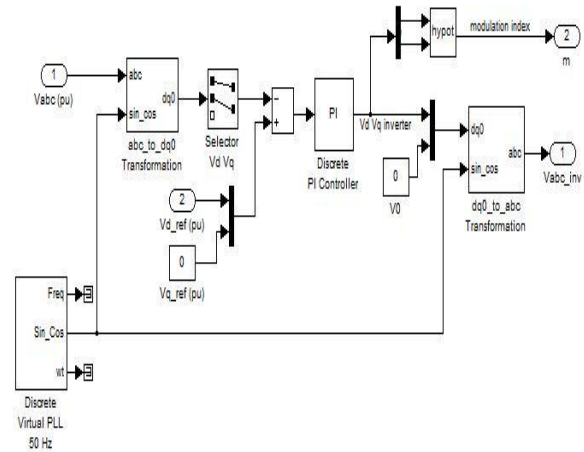 hypot
modulation index
2
m
1
Vabc (pu)
abc
sin_cos
dq0
abc_to_dq0
Transformation
Selector
Vd Vq
−
+
PI
Discrete
PI Controller
Vd Vq inverter
0
V0
dq0
sin_cos
abc
dq0_to_abc
Transformation
1
Vabc_inv
2
Vd_ref (pu)
0
Vq_ref (pu)
Freq
Sin_Cos
wt
Discrete
Virtual PLL
50 Hz